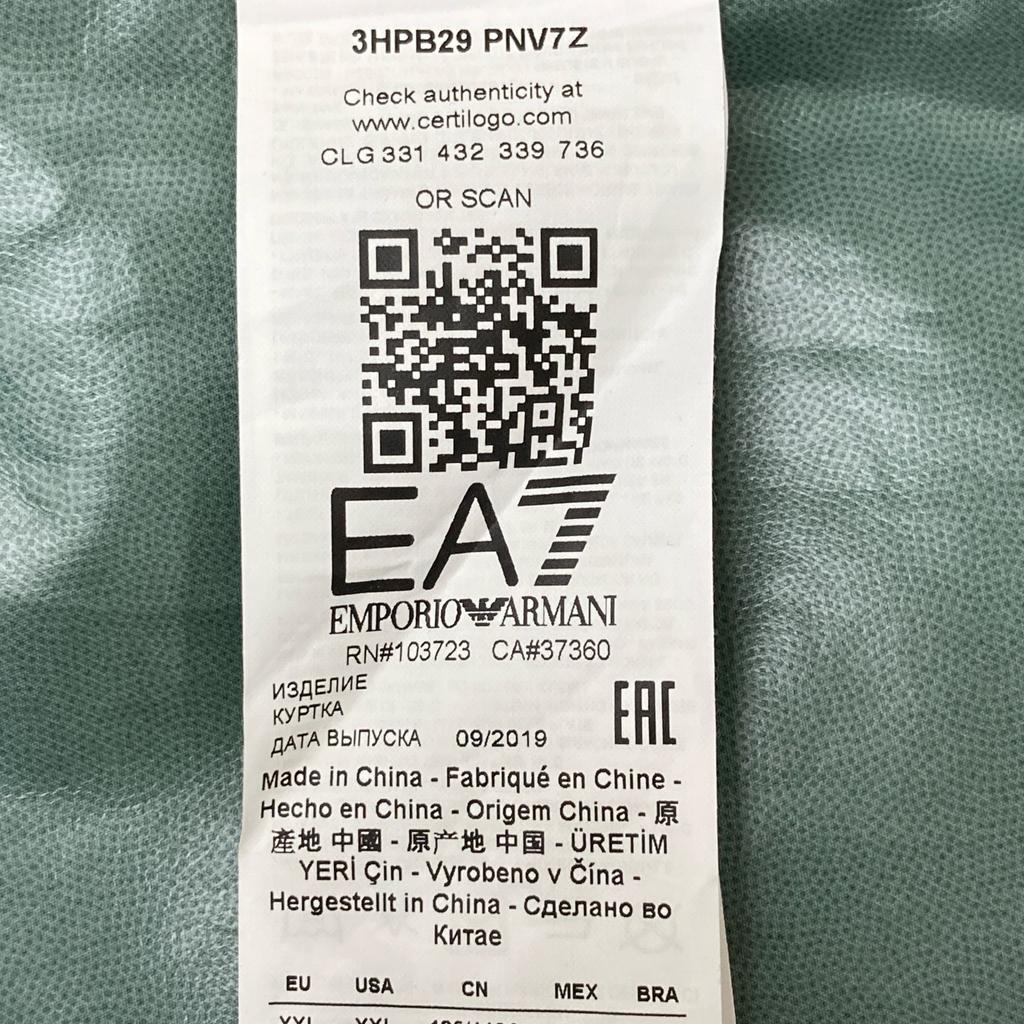 3HPB29 PNV7Z
Check authenticity at
www.certilogo.com
CLG 331 432 339 736
OR SCAN
EA7
EMPORIO ARMANI
RN#103723 CA#37360
ИЗДЕЛИЕ
КУРТКА
ДАТА ВЫПУСКА 09/2019
EAC
Made in China - Fabriqué en Chine -
Hecho en China - Origem China - 原
產地 中國 - 原产地 中国 - ÜRETİM
YERİ Çin - Vyrobeno v Čína -
Hergestellt in China - Сделано во
Китае
EU USA CN MEX BRA
XXL XXL